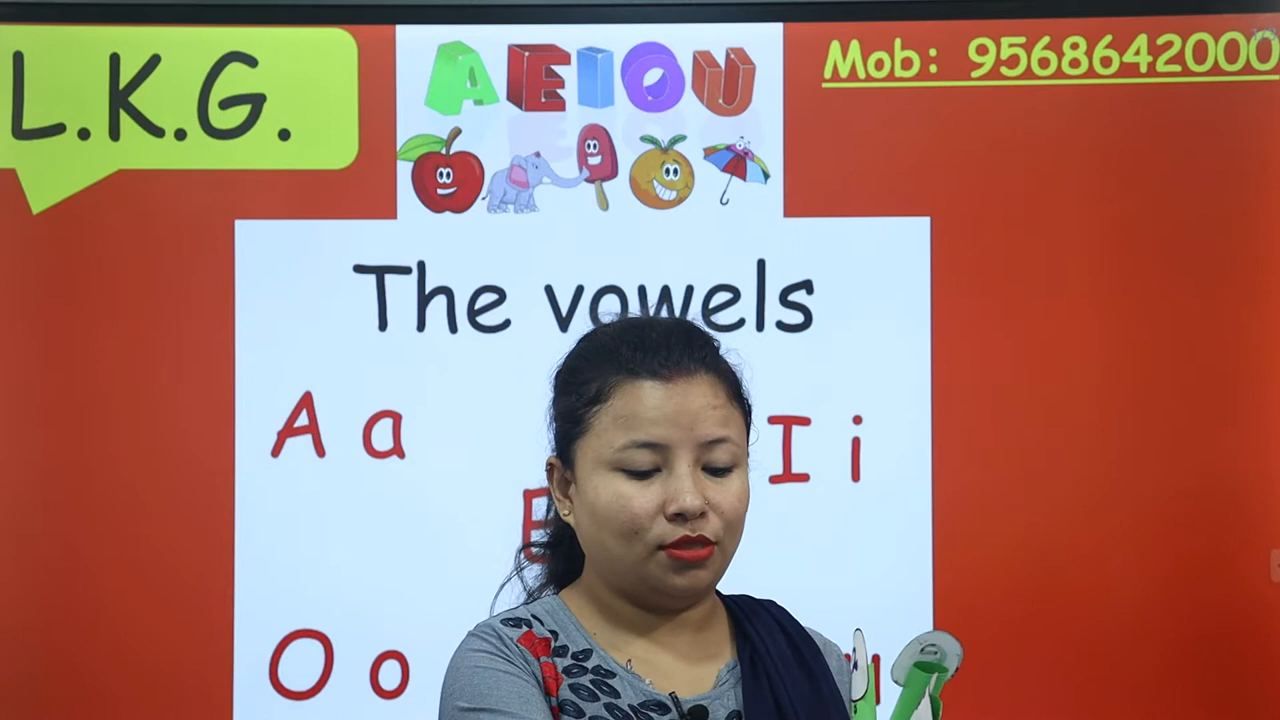 L.K.G.
AEIOU
Mob: 9568642000
The vowels
A a
I i
E
O o